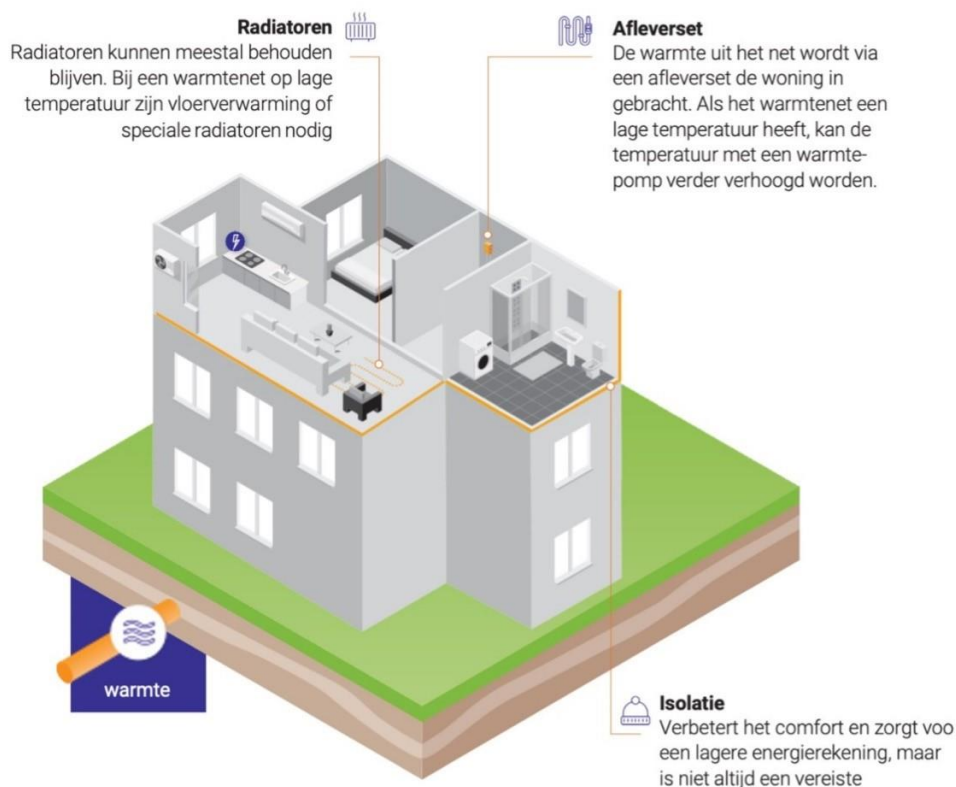 Radiatoren
Radiatoren kunnen meestal behouden
blijven. Bij een warmtenet op lage
temperatuur zijn vloerverwarming of
speciale radiatoren nodig
Afleverset
De warmte uit het net wordt via
een afleverset de woning in
gebracht. Als het warmtenet een
lage temperatuur heeft, kan de
temperatuur met een warmte-
pomp verder verhoogd worden.
warmte
Isolatie
Verbetert het comfort en zorgt voo
een lagere energierekening, maar
is niet altijd een vereiste